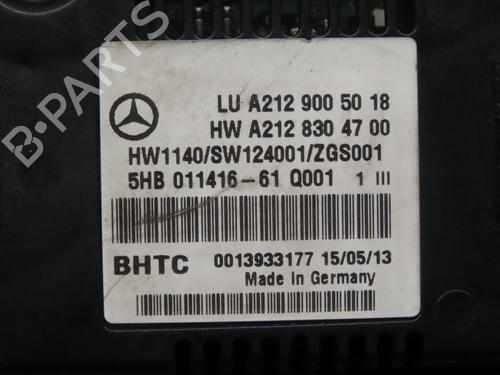 LU A212 900 50 18
HW A212 830 47 00
HW1140/SW124001/ZGS001
5HB 011416-61 Q001 1 III
BHTC 0013933177 15/05/13
Made in Germany